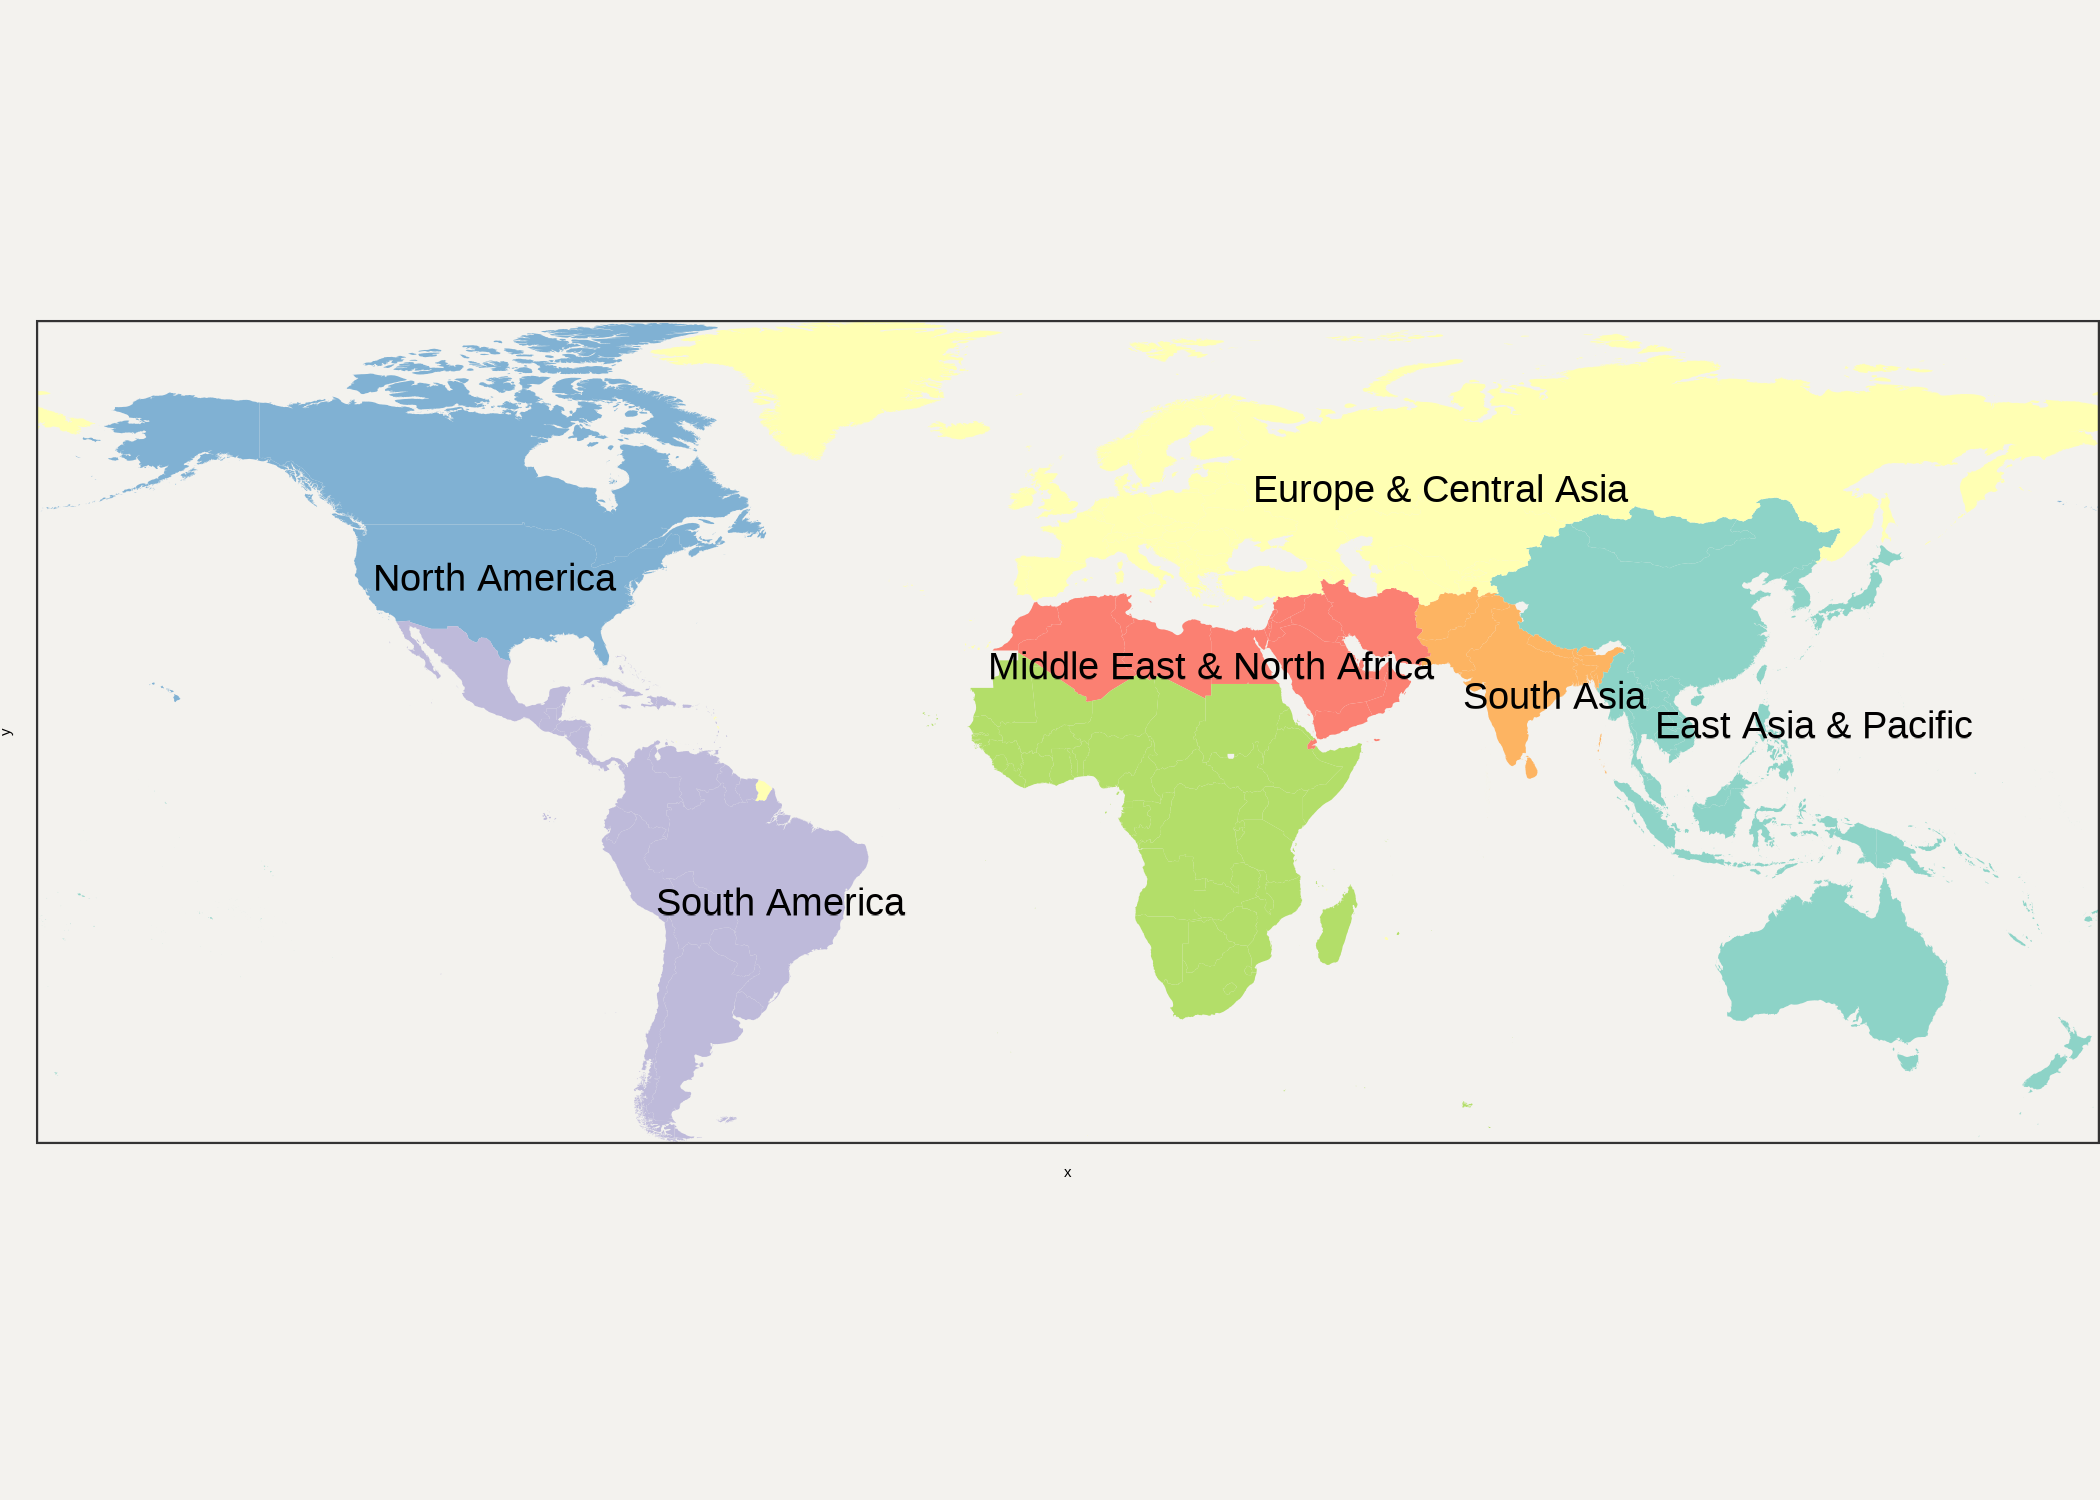 Europe & Central Asia
North America
Middle East & North Africa
South Asia
East Asia & Pacific
y
South America
x